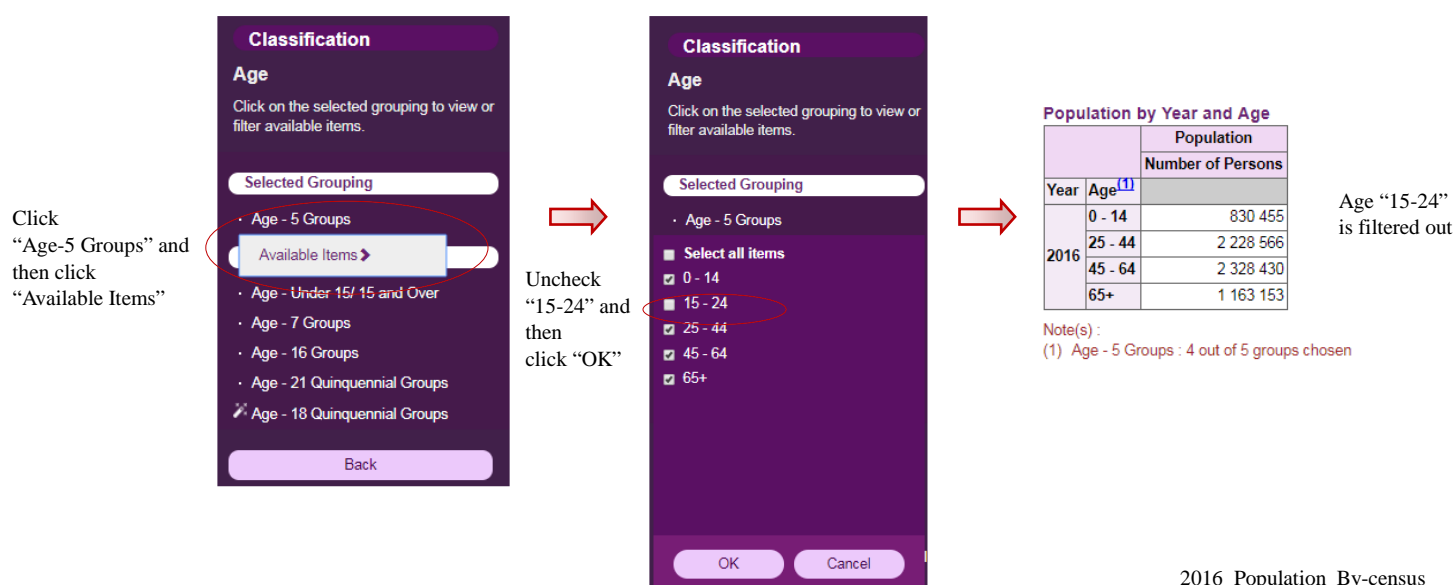 Click
“Age-5 Groups” and
then click
“Available Items”
Classification
Age
Click on the selected grouping to view or
filter available items.
Selected Grouping
· Age - 5 Groups
Available Items
· Age - Under 15/ 15 and Over
· Age - 7 Groups
· Age - 16 Groups
· Age - 21 Quinquennial Groups
Age - 18 Quinquennial Groups
Back
Uncheck
“15-24” and
then
click “OK”
Classification
Age
Click on the selected grouping to view or
filter available items.
Selected Grouping
· Age - 5 Groups
Select all items
0 - 14
15 - 24
25 - 44
45 - 64
65+
OK Cancel
Population by Year and Age
Population
Number of Persons
Year Age(1)
2016
0 - 14 830 455
25 - 44 2 228 566
45 - 64 2 328 430
65+ 1 163 153
Note(s) :
(1) Age - 5 Groups : 4 out of 5 groups chosen
Age “15-24”
is filtered out
2016 Population By-census